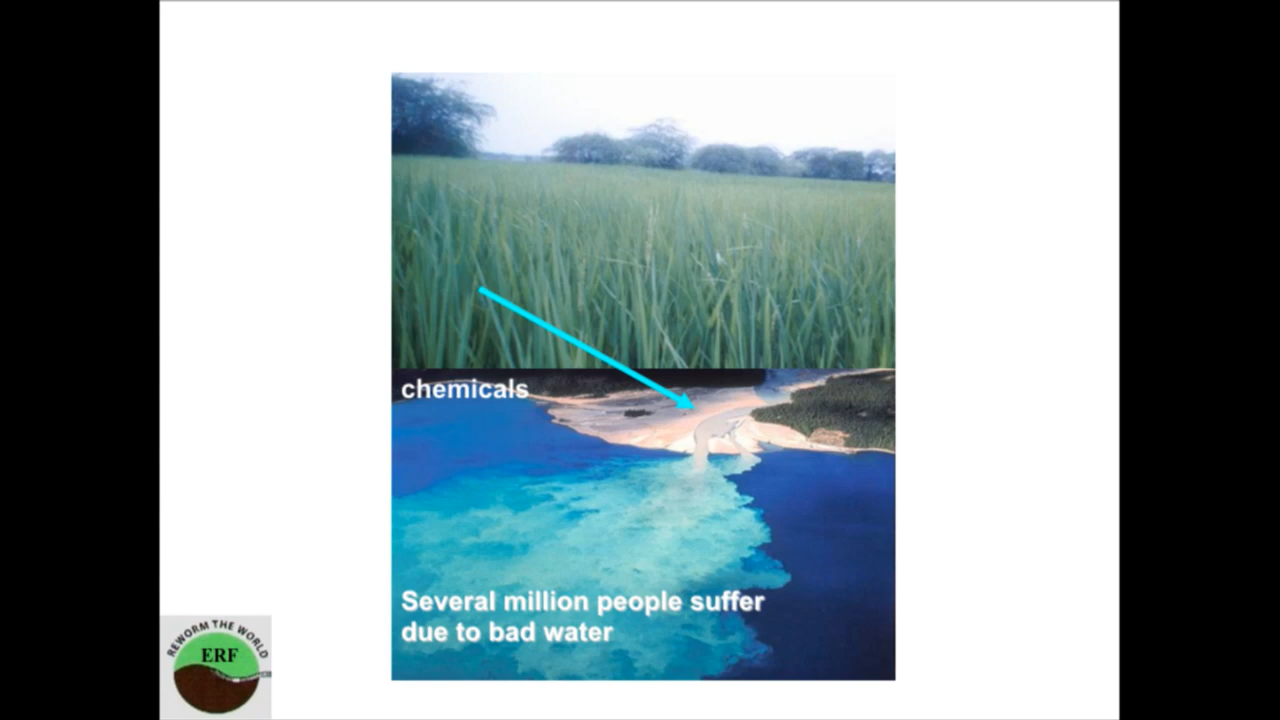 chemicals
Several million people suffer
due to bad water
REWORM THE WORLD
ERF